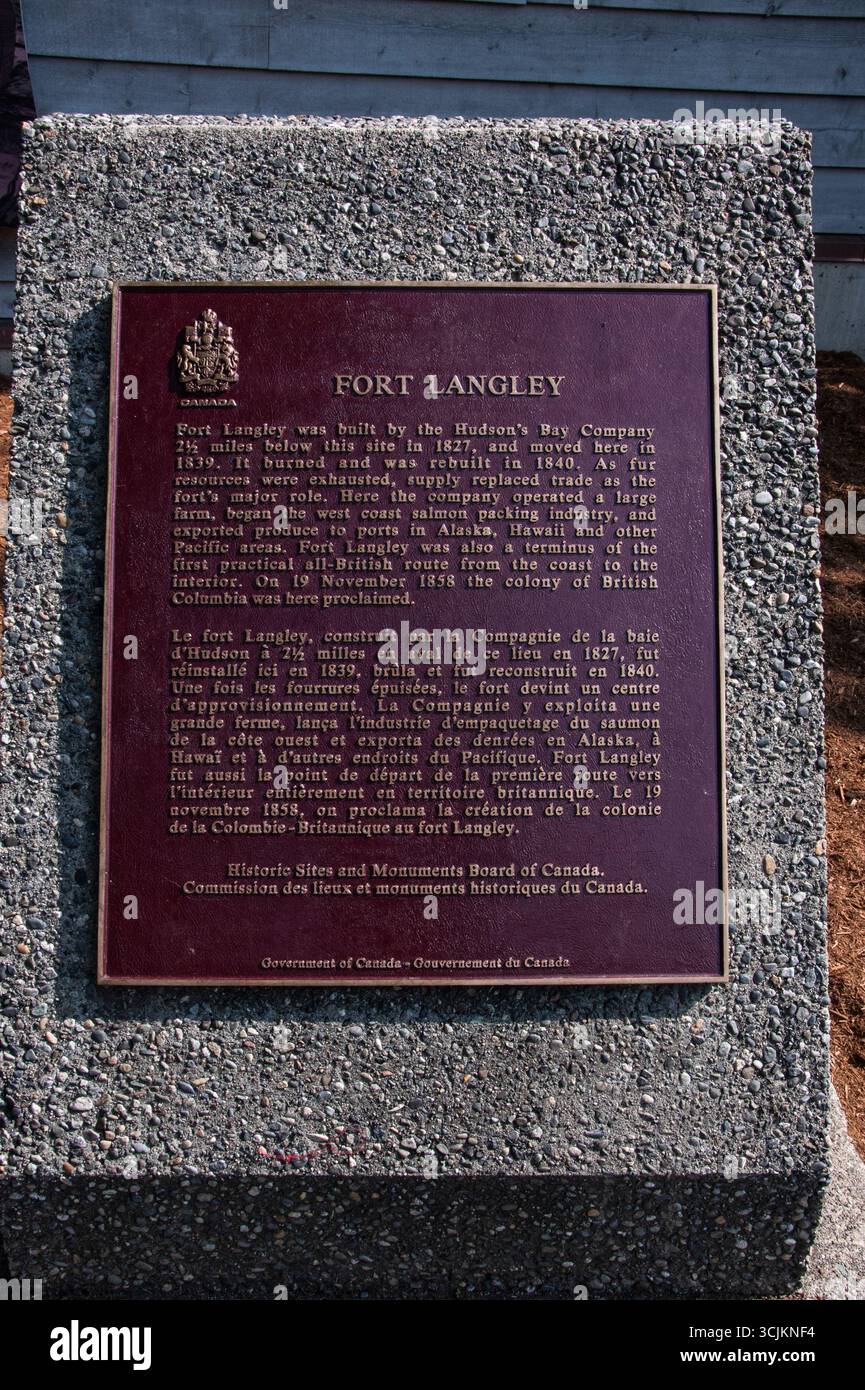 CANADA
FORT LANGLEY
Fort Langley was built by the Hudson's Bay Company
2½ miles below this site in 1827, and moved here in
1839. It burned and was rebuilt in 1840. As fur
resources were exhausted, supply replaced trade as the
fort's major role. Here the company operated a large
farm, began the west coast salmon packing industry, and
exported produce to ports in Alaska, Hawaii and other
Pacific areas. Fort Langley was also a terminus of the
first practical all-British route from the coast to the
interior. On 19 November 1858 the colony of British
Columbia was here proclaimed.
Le fort Langley, construit par la Compagnie de la baie
d'Hudson à 2½ milles en aval de ce lieu en 1827, fut
réinstallé ici en 1839, brûla et fut reconstruit en 1840.
Une fois les fourrures épuisées, le fort devint un centre
d'approvisionnement. La Compagnie y exploita une
grande ferme, lança l'industrie d'empaquetage du saumon
de la côte ouest et exporta des denrées en Alaska, à
Hawaï et à d'autres endroits du Pacifique. Fort Langley
fut aussi la point de départ de la première route vers
l'intérieur entièrement en territoire britannique. Le 19
novembre 1858, on proclama la création de la colonie
de la Colombie-Britannique au fort Langley.
Historic Sites and Monuments Board of Canada.
Commission des lieux et monuments historiques du Canada.
Government of Canada - Gouvernement du Canada
alamy
Image ID: 3CJKNF4
www.alamy.com